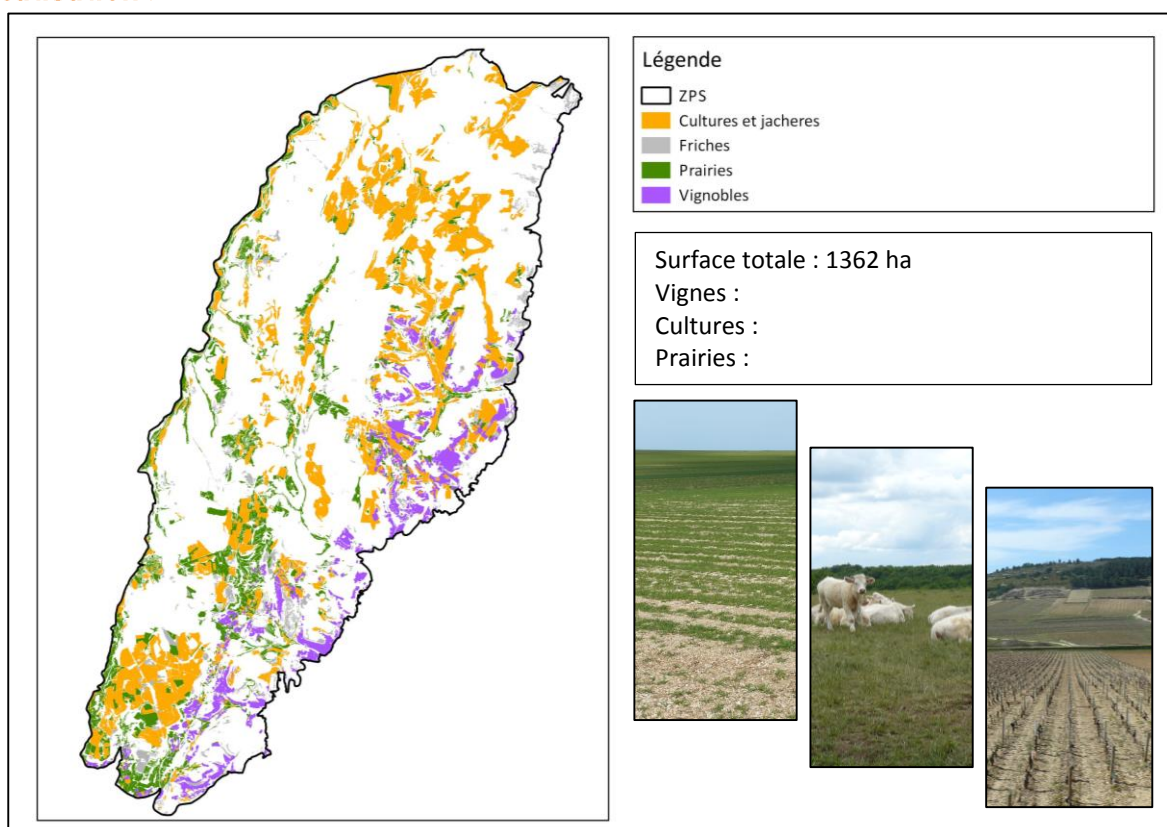 Légende
ZPS
Cultures et jacheres
Friches
Prairies
Vignobles
Surface totale : 1362 ha
Vignes :
Cultures :
Prairies :